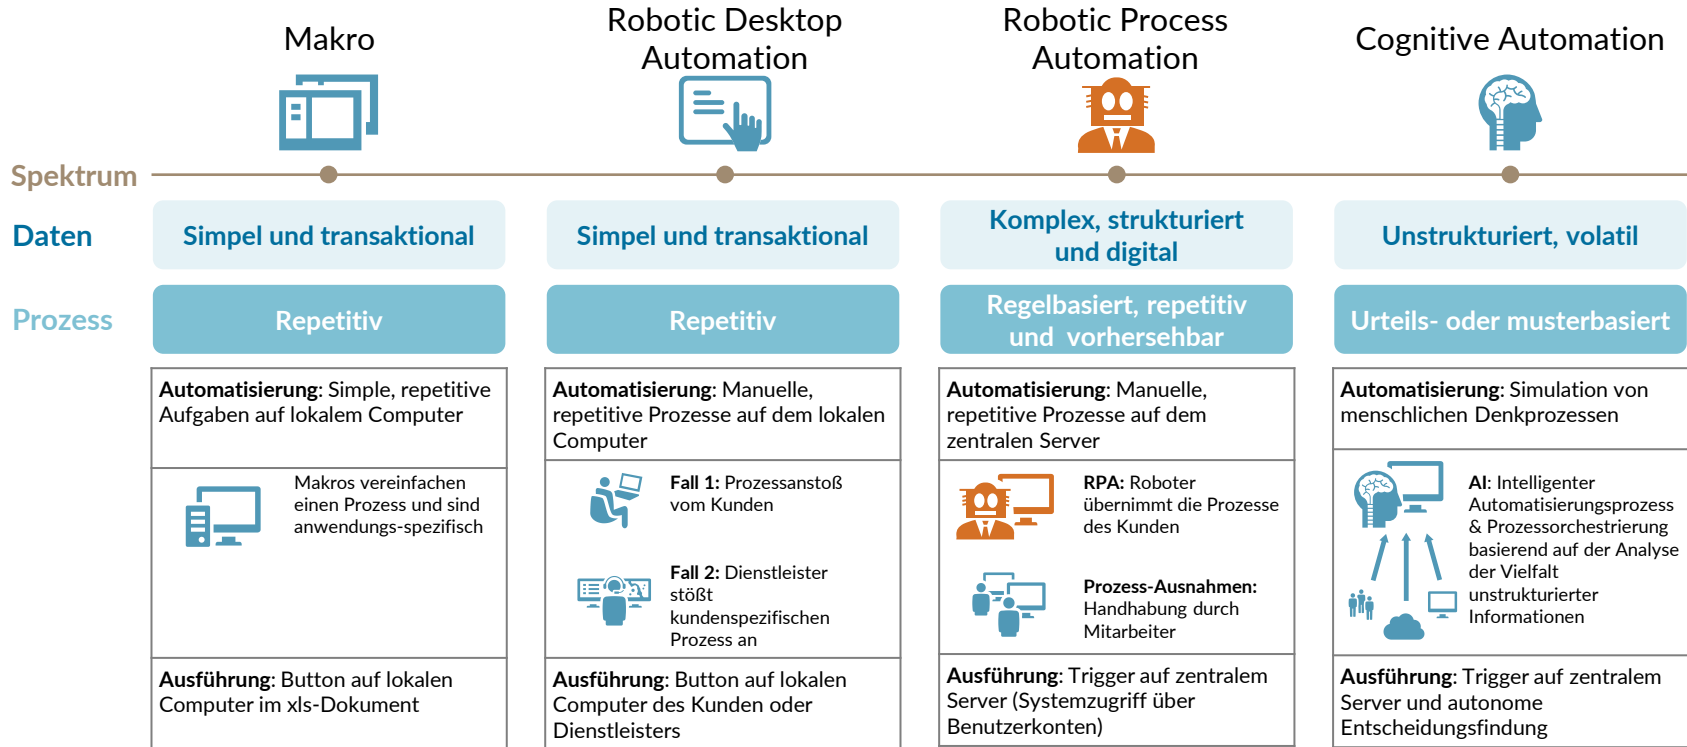 Makro
Robotic Desktop
Automation
Robotic Process
Automation
Cognitive Automation
Spektrum
Daten
Simpel und transaktional
Simpel und transaktional
Komplex, strukturiert
und digital
Unstrukturiert, volatil
Prozess
Repetitiv
Repetitiv
Regelbasiert, repetitiv
und  vorhersehbar
Urteils- oder musterbasiert
Automatisierung: Simple, repetitive
Aufgaben auf lokalem Computer
Makros vereinfachen
einen Prozess und sind
anwendungs-spezifisch
Ausführung: Button auf lokalen
Computer im xls-Dokument
Automatisierung: Manuelle,
repetitive Prozesse auf dem lokalen
Computer
Fall 1: Prozessanstoß
vom Kunden
Fall 2: Dienstleister
stößt
kundenspezifischen
Prozess an
Ausführung: Button auf lokalen
Computer des Kunden oder
Dienstleisters
Automatisierung: Manuelle,
repetitive Prozesse auf dem
zentralen Server
RPA: Roboter
übernimmt die Prozesse
des Kunden
Prozess-Ausnahmen:
Handhabung durch
Mitarbeiter
Ausführung: Trigger auf zentralem
Server (Systemzugriff über
Benutzerkonten)
Automatisierung: Simulation von
menschlichen Denkprozessen
AI: Intelligenter
Automatisierungsprozess
& Prozessorchestrierung
basierend auf der Analyse
der Vielfalt
unstrukturierter
Informationen
Ausführung: Trigger auf zentralem
Server und autonome
Entscheidungsfindung